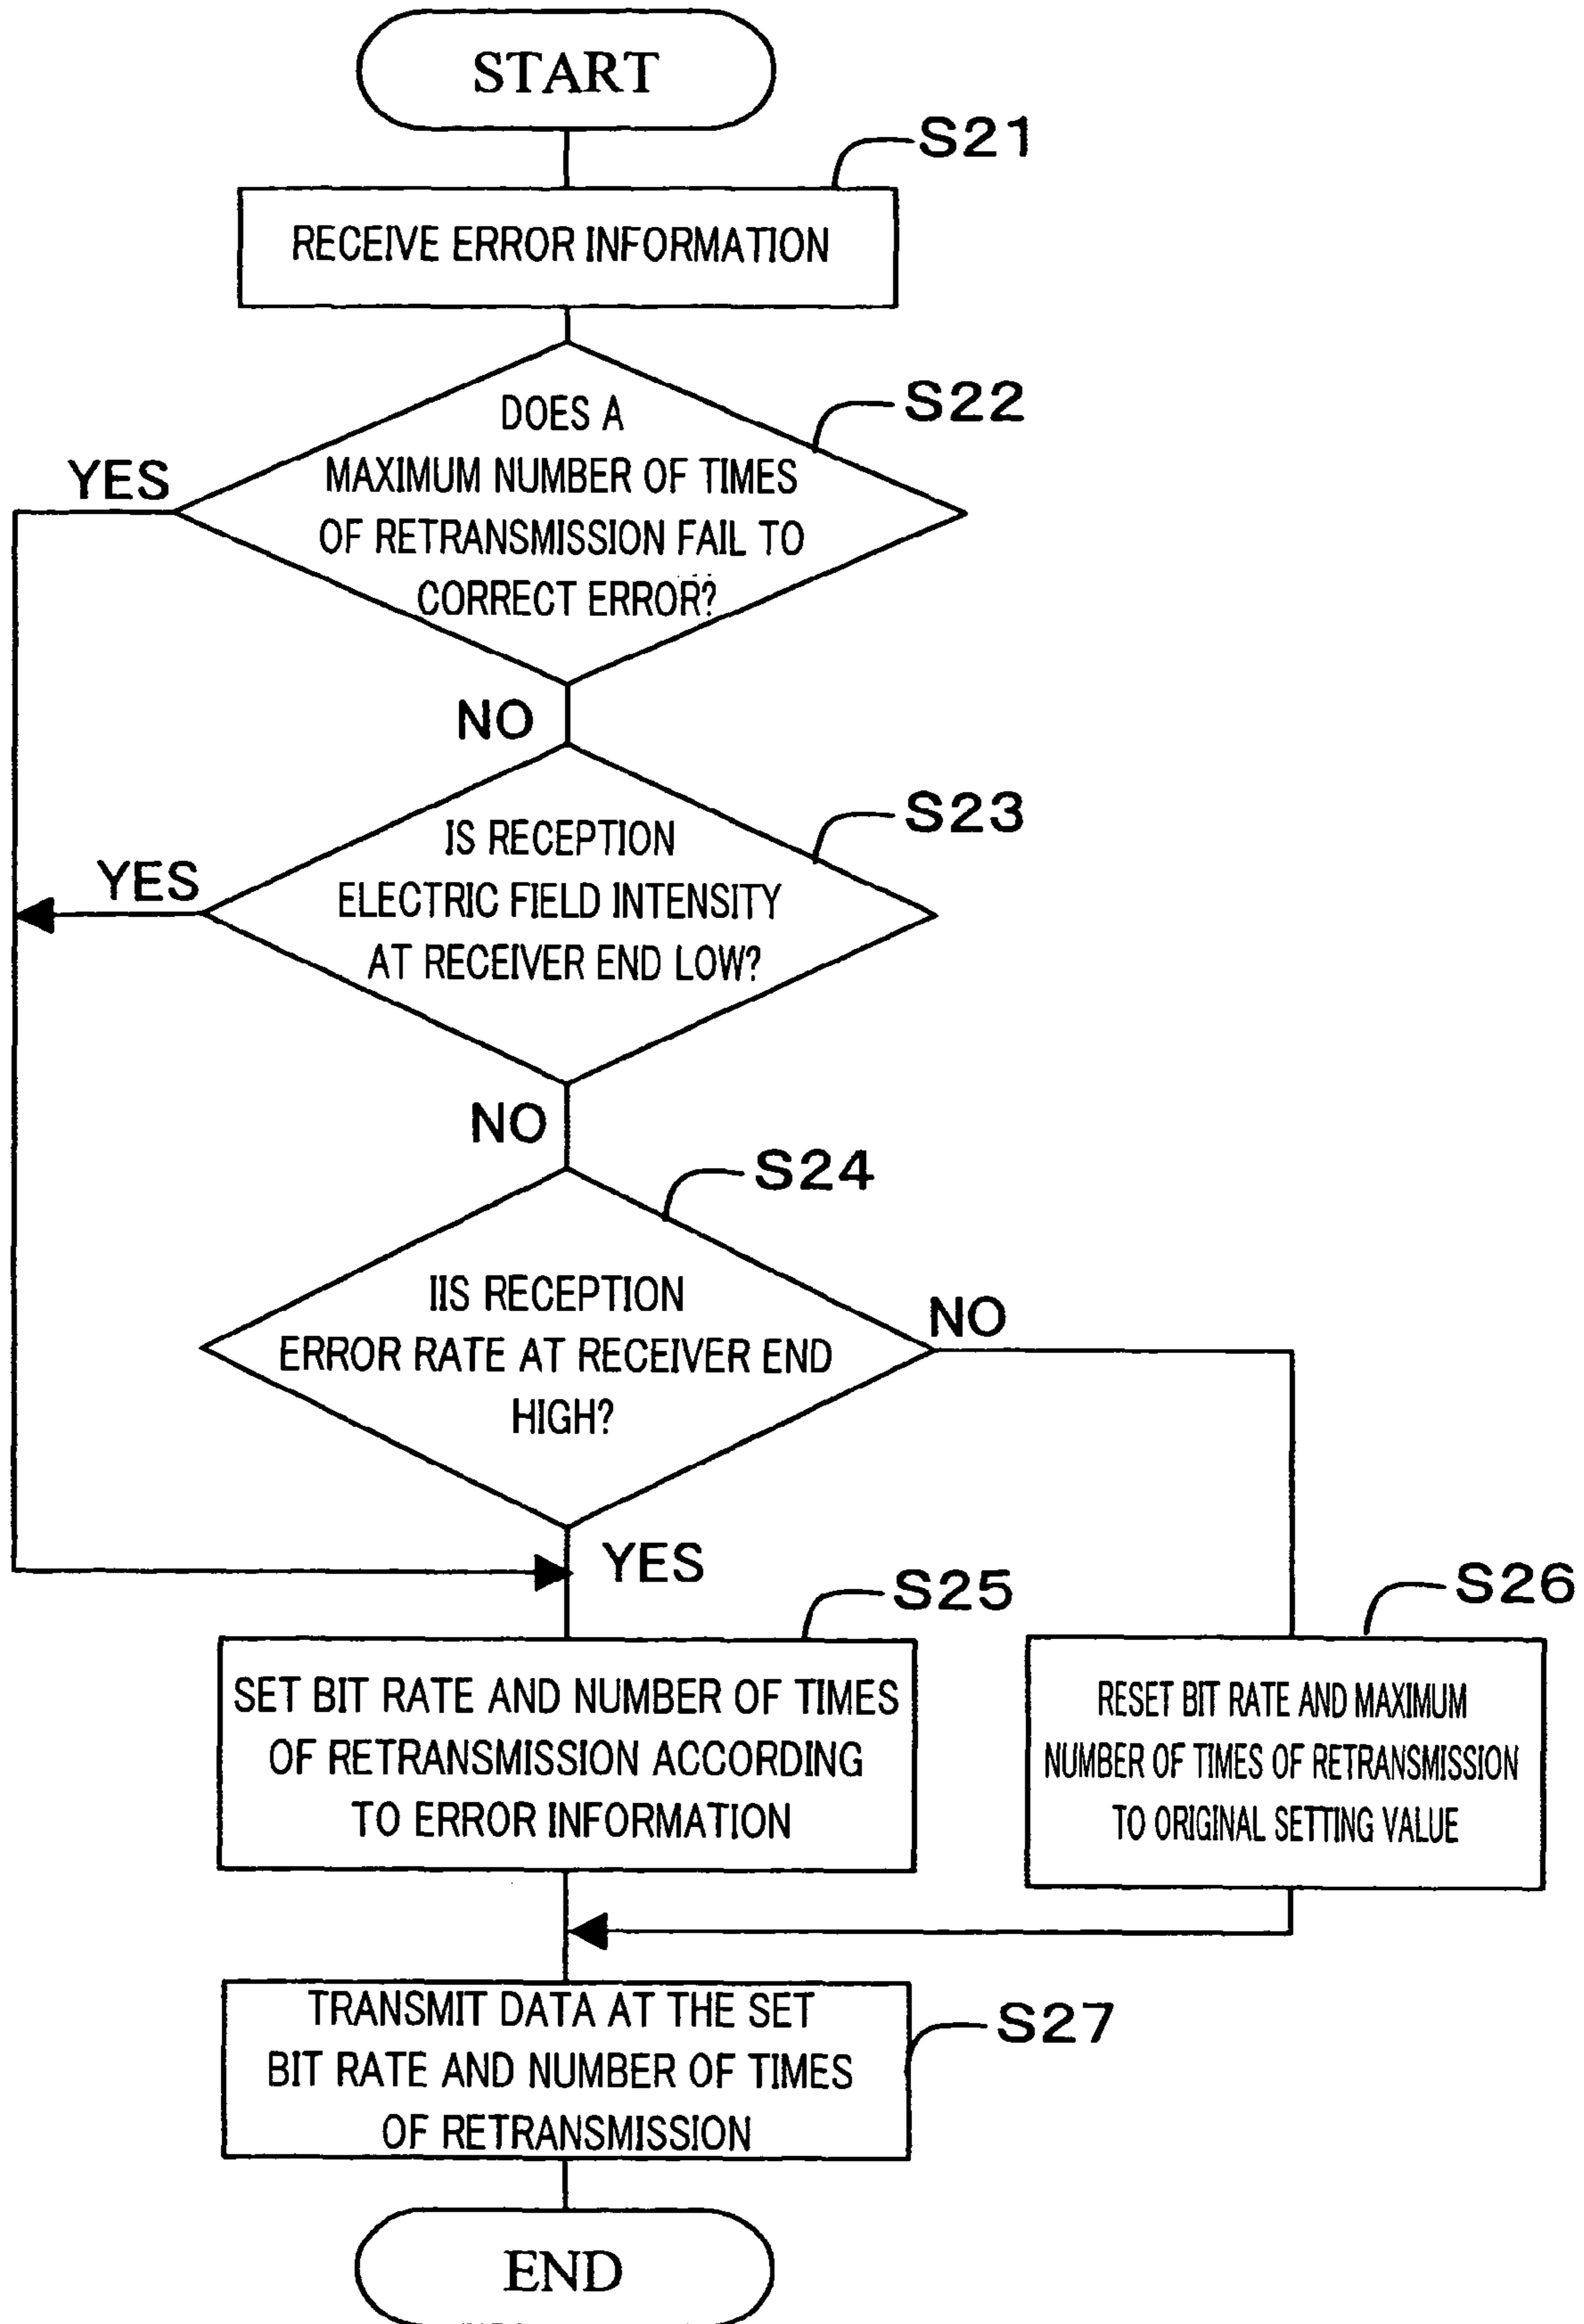 START
S21
RECEIVE ERROR INFORMATION
S22
DOES A
MAXIMUM NUMBER OF TIMES
OF RETRANSMISSION FAIL TO
CORRECT ERROR?
YES
NO
S23
IS RECEPTION
ELECTRIC FIELD INTENSITY
AT RECEIVER END LOW?
YES
NO
S24
IIS RECEPTION
ERROR RATE AT RECEIVER END
HIGH?
NO
YES
S25
SET BIT RATE AND NUMBER OF TIMES
OF RETRANSMISSION ACCORDING
TO ERROR INFORMATION
S26
RESET BIT RATE AND MAXIMUM
NUMBER OF TIMES OF RETRANSMISSION
TO ORIGINAL SETTING VALUE
TRANSMIT DATA AT THE SET
BIT RATE AND NUMBER OF TIMES
OF RETRANSMISSION
S27
END